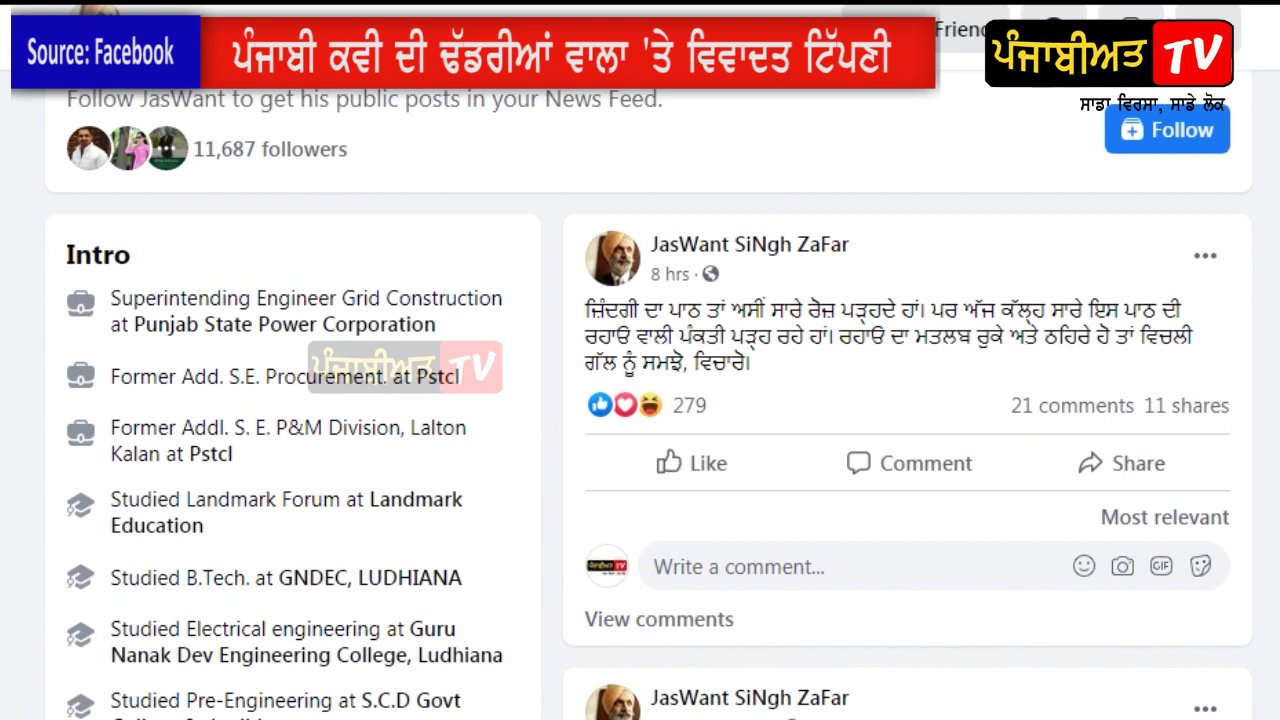 Source: Facebook
ਪੰਜਾਬੀ ਕਵੀ ਦੀ ਢੱਡਰੀਆਂ ਵਾਲਾ 'ਤੇ ਵਿਵਾਦਤ ਟਿੱਪਣੀ
ਪੰਜਾਬੀਅਤ TV
ਸਾਡਾ ਵਿਰਸਾ, ਸਾਡੇ ਲੋਕ
Follow JasWant to get his public posts in your News Feed.
11,687 followers
Follow
Intro
Superintending Engineer Grid Construction
at Punjab State Power Corporation
Former Add. S.E. Procurement. at Pstcl
ਪੰਜਾਬੀਅਤ TV
Former Addl. S. E. P&M Division, Lalton
Kalan at Pstcl
Studied Landmark Forum at Landmark
Education
Studied B.Tech. at GNDEC, LUDHIANA
Studied Electrical engineering at Guru
Nanak Dev Engineering College, Ludhiana
Studied Pre-Engineering at S.C.D Govt
JasWant SiNgh ZaFar
8 hrs ·
ਜ਼ਿੰਦਗੀ ਦਾ ਪਾਠ ਤਾਂ ਅਸੀਂ ਸਾਰੇ ਰੋਜ਼ ਪੜ੍ਹਦੇ ਹਾਂ। ਪਰ ਅੱਜ ਕੱਲ੍ਹ ਸਾਰੇ ਇਸ ਪਾਠ ਦੀ
ਰਹਾਓ ਵਾਲੀ ਪੰਕਤੀ ਪੜ੍ਹ ਰਹੇ ਹਾਂ। ਰਹਾਓ ਦਾ ਮਤਲਬ ਰੁਕੇ ਅਤੇ ਠਹਿਰੇ ਹੋ ਤਾਂ ਵਿਚਲੀ
ਗੱਲ ਨੂੰ ਸਮਝੋ, ਵਿਚਾਰੋ।
279
21 comments 11 shares
Like Comment Share
Most relevant
Write a comment...
GIF
View comments
JasWant SiNgh ZaFar